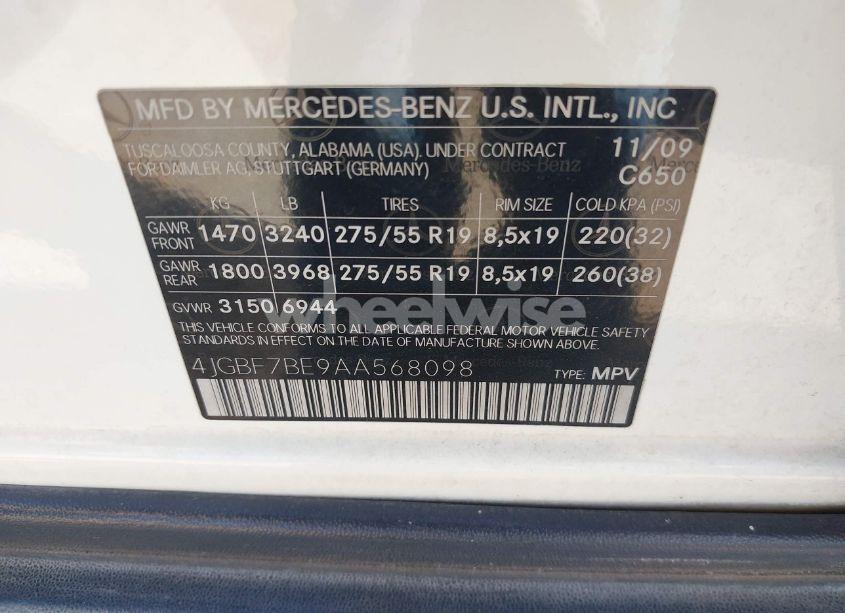 MFD BY MERCEDES-BENZ U.S. INTL., INC
TUSCALOOSA COUNTY, ALABAMA (USA). UNDER CONTRACT 11/09
FOR DAIMLER AG, STUTTGART (GERMANY) C650
Mercedes-Benz
KG LB TIRES RIM SIZE COLD KPA (PSI)
GAWR FRONT 1470 3240 275/55 R19 8,5x19 220(32)
GAWR REAR 1800 3968 275/55 R19 8,5x19 260(38)
GVWR 3150 6944
wheelwise
THIS VEHICLE CONFORMS TO ALL APPLICABLE FEDERAL MOTOR VEHICLE SAFETY
STANDARDS IN EFFECT ON THE DATE OF MANUFACTURE SHOWN ABOVE.
4JGBF7BE9AA568098 TYPE: MPV